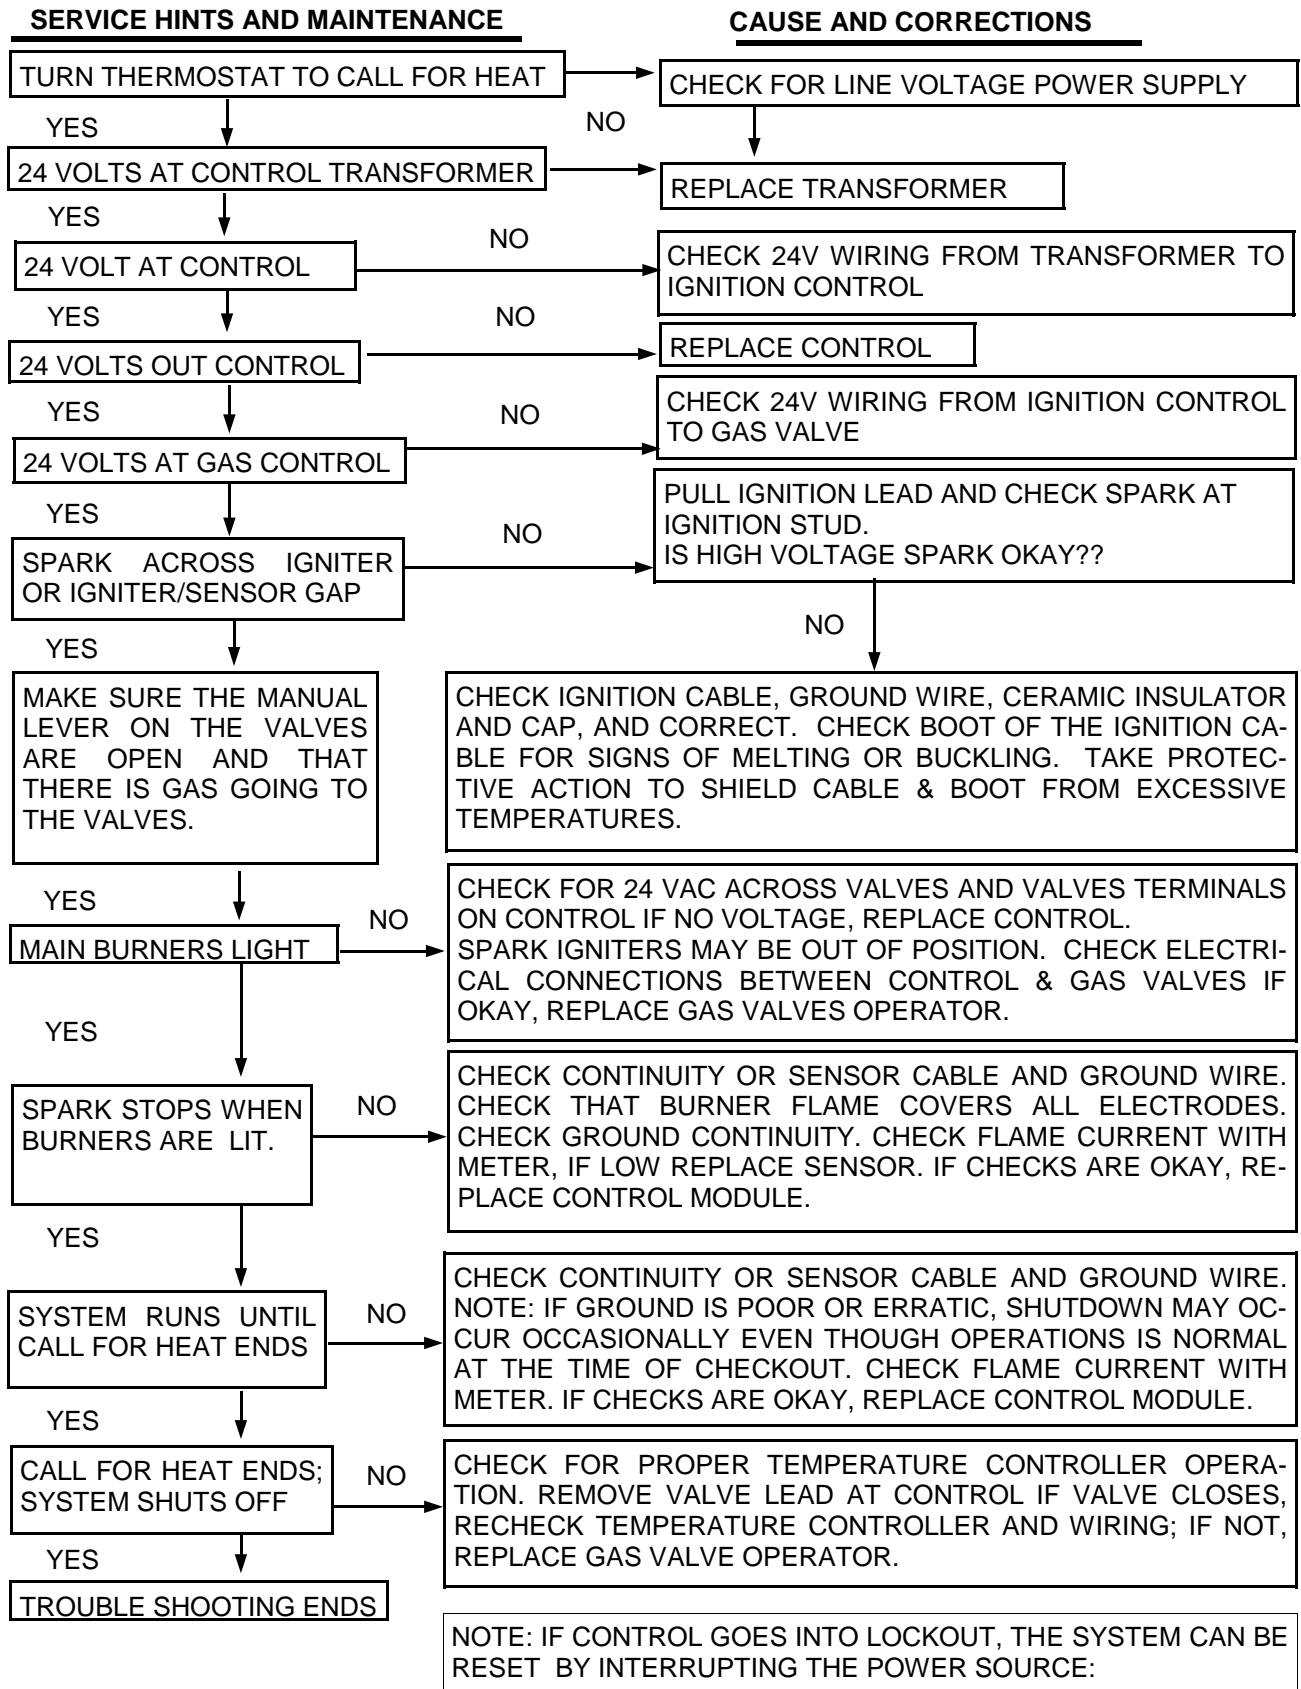 SERVICE HINTS AND MAINTENANCE
CAUSE AND CORRECTIONS
TURN THERMOSTAT TO CALL FOR HEAT
CHECK FOR LINE VOLTAGE POWER SUPPLY
YES
NO
24 VOLTS AT CONTROL TRANSFORMER
REPLACE TRANSFORMER
YES
NO
24 VOLT AT CONTROL
CHECK 24V WIRING FROM TRANSFORMER TO
IGNITION CONTROL
YES
NO
24 VOLTS OUT CONTROL
REPLACE CONTROL
YES
NO
24 VOLTS AT GAS CONTROL
CHECK 24V WIRING FROM IGNITION CONTROL
TO GAS VALVE
YES
NO
SPARK ACROSS IGNITER
OR IGNITER/SENSOR GAP
PULL IGNITION LEAD AND CHECK SPARK AT
IGNITION STUD.
IS HIGH VOLTAGE SPARK OKAY??
YES
NO
MAKE SURE THE MANUAL
LEVER ON THE VALVES
ARE OPEN AND THAT
THERE IS GAS GOING TO
THE VALVES.
CHECK IGNITION CABLE, GROUND WIRE, CERAMIC INSULATOR
AND CAP, AND CORRECT. CHECK BOOT OF THE IGNITION CA-
BLE FOR SIGNS OF MELTING OR BUCKLING. TAKE PROTEC-
TIVE ACTION TO SHIELD CABLE & BOOT FROM EXCESSIVE
TEMPERATURES.
YES
NO
MAIN BURNERS LIGHT
CHECK FOR 24 VAC ACROSS VALVES AND VALVES TERMINALS
ON CONTROL IF NO VOLTAGE, REPLACE CONTROL.
SPARK IGNITERS MAY BE OUT OF POSITION. CHECK ELECTRI-
CAL CONNECTIONS BETWEEN CONTROL & GAS VALVES IF
OKAY, REPLACE GAS VALVES OPERATOR.
YES
NO
SPARK STOPS WHEN
BURNERS ARE LIT.
CHECK CONTINUITY OR SENSOR CABLE AND GROUND WIRE.
CHECK THAT BURNER FLAME COVERS ALL ELECTRODES.
CHECK GROUND CONTINUITY. CHECK FLAME CURRENT WITH
METER, IF LOW REPLACE SENSOR. IF CHECKS ARE OKAY, RE-
PLACE CONTROL MODULE.
YES
NO
SYSTEM RUNS UNTIL
CALL FOR HEAT ENDS
CHECK CONTINUITY OR SENSOR CABLE AND GROUND WIRE.
NOTE: IF GROUND IS POOR OR ERRATIC, SHUTDOWN MAY OC-
CUR OCCASIONALLY EVEN THOUGH OPERATIONS IS NORMAL
AT THE TIME OF CHECKOUT. CHECK FLAME CURRENT WITH
METER. IF CHECKS ARE OKAY, REPLACE CONTROL MODULE.
YES
NO
CALL FOR HEAT ENDS;
SYSTEM SHUTS OFF
CHECK FOR PROPER TEMPERATURE CONTROLLER OPERA-
TION. REMOVE VALVE LEAD AT CONTROL IF VALVE CLOSES,
RECHECK TEMPERATURE CONTROLLER AND WIRING; IF NOT,
REPLACE GAS VALVE OPERATOR.
YES
TROUBLE SHOOTING ENDS
NOTE: IF CONTROL GOES INTO LOCKOUT, THE SYSTEM CAN BE
RESET BY INTERRUPTING THE POWER SOURCE: